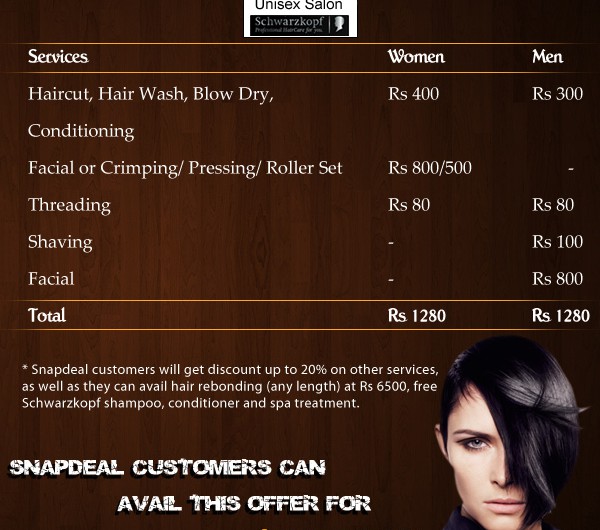 Unisex Salon
Schwarzkopf
Professional HairCare for you.
Services Women Men
Haircut, Hair Wash, Blow Dry, Rs 400 Rs 300
Conditioning
Facial or Crimping/ Pressing/ Roller Set Rs 800/500 -
Threading Rs 80 Rs 80
Shaving - Rs 100
Facial - Rs 800
Total Rs 1280 Rs 1280
* Snapdeal customers will get discount up to 20% on other services,
as well as they can avail hair rebonding (any length) at Rs 6500, free
Schwarzkopf shampoo, conditioner and spa treatment.
SNAPDEAL CUSTOMERS CAN
AVAIL THIS OFFER FOR